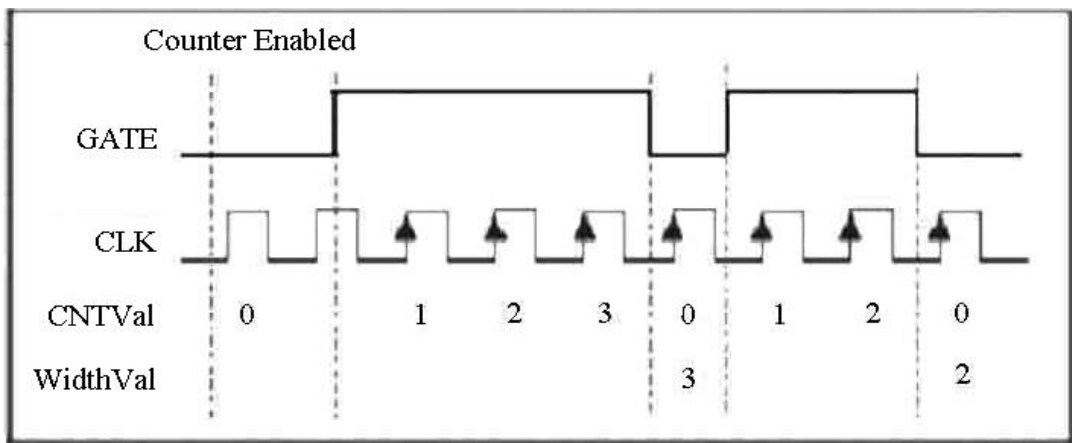 Counter Enabled
GATE
CLK
CNTVal 0 1 2 3 0 1 2 0
WidthVal 3 2